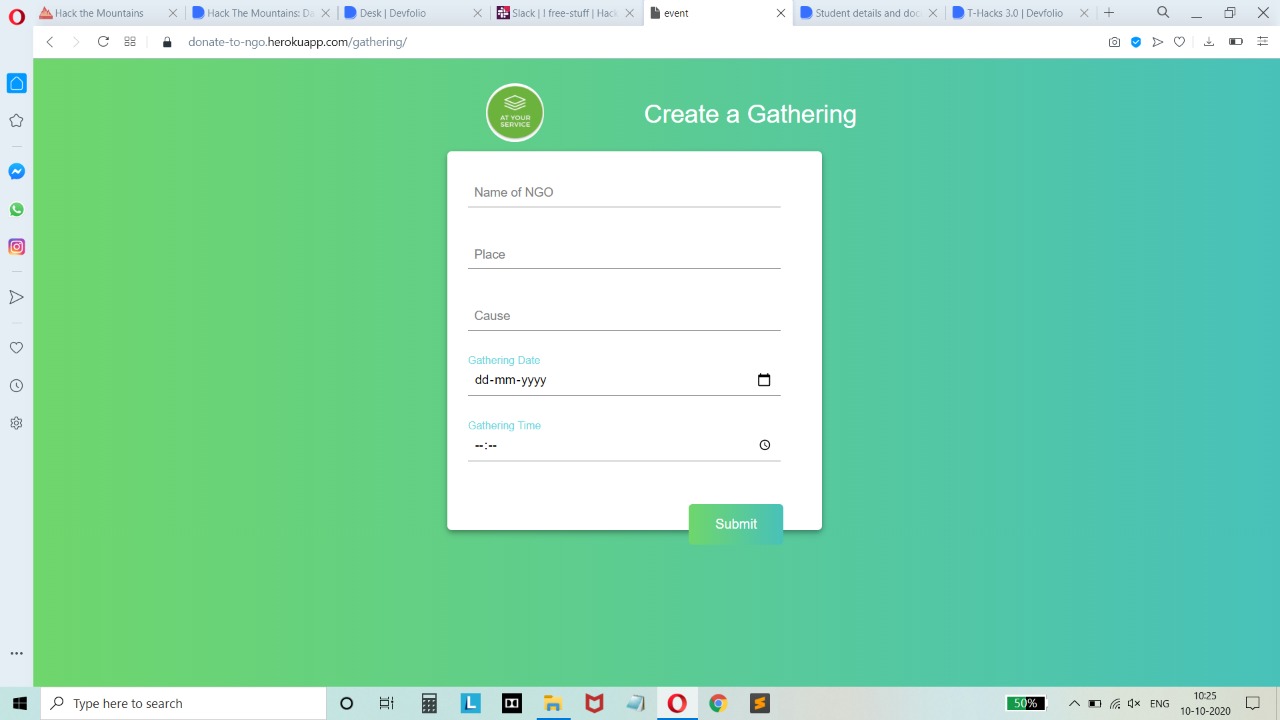 Hack the Mountains
Hack The Mountains: Da
Desk | Devfolio
Slack | free-stuff | Hack
event
Student details and doc
T-Hacks 3.0 | Devfolio
donate-to-ngo.herokuapp.com/gathering/
AT YOUR
SERVICE
Create a Gathering
Name of NGO
Place
Cause
Gathering Date
dd-mm-yyyy
Gathering Time
--:--
Submit
Type here to search
L
50%
ENG
10:25
10-10-2020